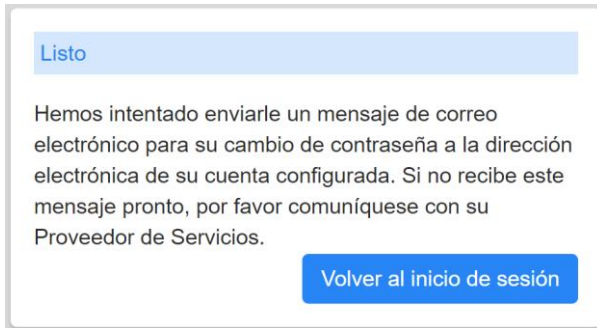 Listo
Hemos intentado enviarle un mensaje de correo
electrónico para su cambio de contraseña a la dirección
electrónica de su cuenta configurada. Si no recibe este
mensaje pronto, por favor comuníquese con su
Proveedor de Servicios.
Volver al inicio de sesión